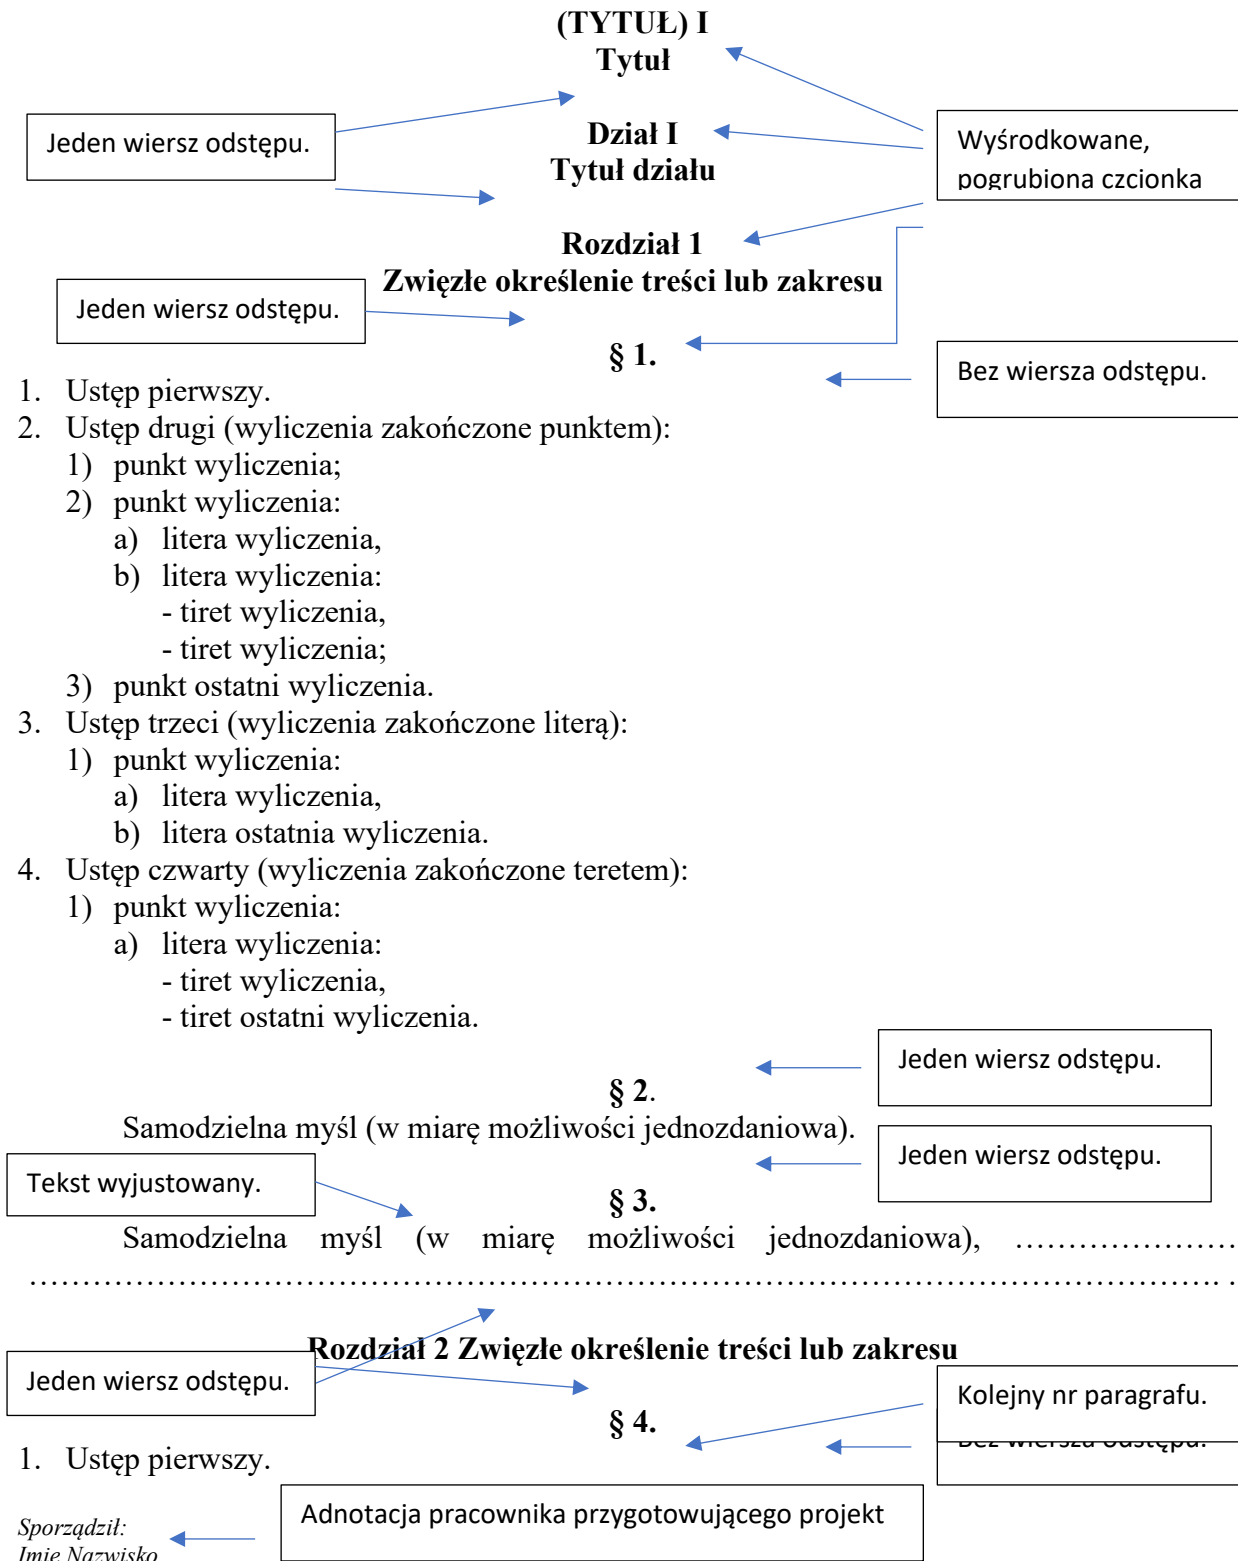 (TYTUŁ) I
Tytuł
Jeden wiersz odstępu.
Dział I
Tytuł działu
Wyśrodkowane,
pogrubiona czcionka
Rozdział 1
Zwięzłe określenie treści lub zakresu
Jeden wiersz odstępu.
§ 1.
Bez wiersza odstępu.
1. Ustęp pierwszy.
2. Ustęp drugi (wyliczenia zakończone punktem):
1) punkt wyliczenia;
2) punkt wyliczenia:
a) litera wyliczenia,
b) litera wyliczenia:
- tiret wyliczenia,
- tiret wyliczenia;
3) punkt ostatni wyliczenia.
3. Ustęp trzeci (wyliczenia zakończone literą):
1) punkt wyliczenia:
a) litera wyliczenia,
b) litera ostatnia wyliczenia.
4. Ustęp czwarty (wyliczenia zakończone teretem):
1) punkt wyliczenia:
a) litera wyliczenia:
- tiret wyliczenia,
- tiret ostatni wyliczenia.
Jeden wiersz odstępu.
§ 2.
Samodzielna myśl (w miarę możliwości jednozdaniowa).
Jeden wiersz odstępu.
Tekst wyjustowany.
§ 3.
Samodzielna myśl (w miarę możliwości jednozdaniowa), …………………
…………………………………………………………………………………………………. .
Rozdział 2 Zwięzłe określenie treści lub zakresu
Jeden wiersz odstępu.
Kolejny nr paragrafu.
§ 4.
Bez wiersza odstępu.
1. Ustęp pierwszy.
Adnotacja pracownika przygotowującego projekt
Sporządził:
Imię Nazwisko